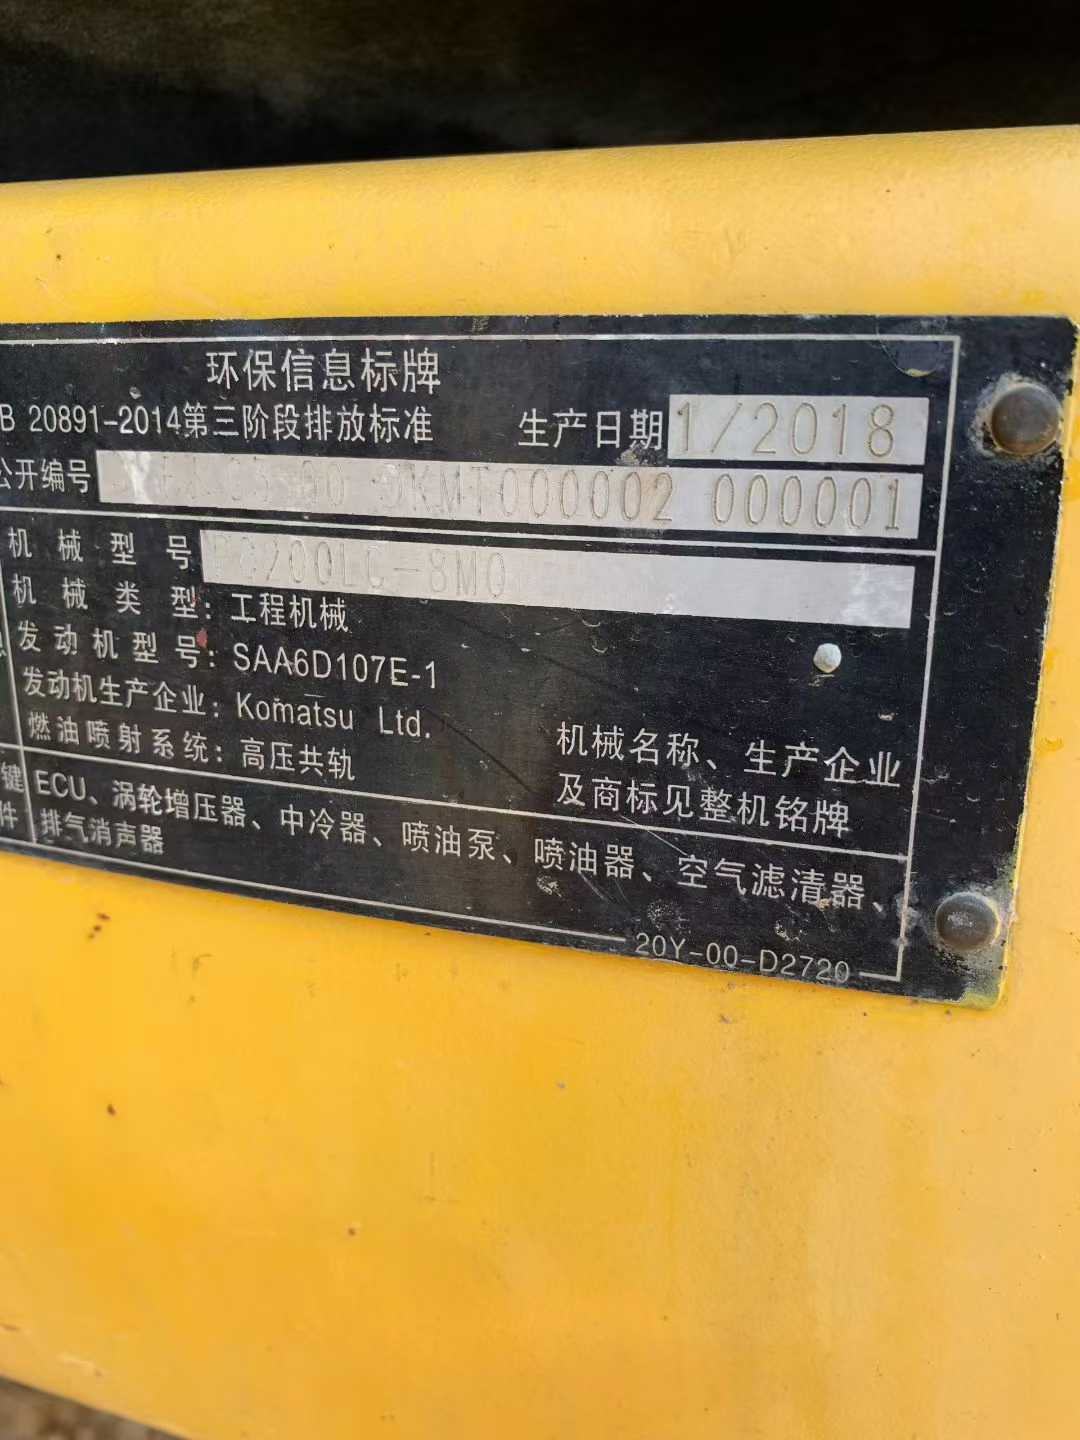 环保信息标牌
B 20891-2014第三阶段排放标准 生产日期 1/2018
公开编号 000002 000001
机械型号 PC200LC-8M0
机械类型：工程机械
发动机型号：SAA6D107E-1
发动机生产企业：Komatsu Ltd.
燃油喷射系统：高压共轨
机械名称、生产企业
及商标见整机铭牌
键 ECU、涡轮增压器、中冷器、喷油泵、喷油器、空气滤清器、
件 排气消声器
20Y-00-D2720